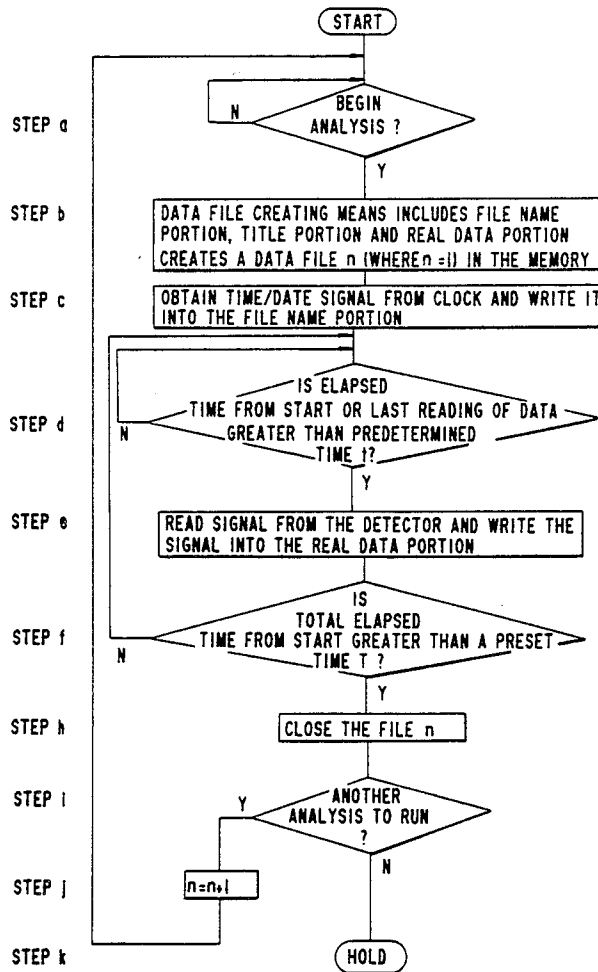 START
STEP a
N
BEGIN
ANALYSIS ?
Y
STEP b
DATA FILE CREATING MEANS INCLUDES FILE NAME
PORTION, TITLE PORTION AND REAL DATA PORTION
CREATES A DATA FILE n (WHERE n =1) IN THE MEMORY
STEP c
OBTAIN TIME/DATE SIGNAL FROM CLOCK AND WRITE IT
INTO THE FILE NAME PORTION
IS ELAPSED
TIME FROM START OR LAST READING OF DATA
STEP d
N
GREATER THAN PREDETERMINED
TIME t?
Y
STEP e
READ SIGNAL FROM THE DETECTOR AND WRITE THE
SIGNAL INTO THE REAL DATA PORTION
IS
TOTAL ELAPSED
STEP f
TIME FROM START GREATER THAN A PRESET
N
TIME T ?
Y
STEP h
CLOSE THE FILE n
STEP i
Y
ANOTHER
ANALYSIS TO RUN
?
N
STEP j
n=n+1
STEP k
HOLD